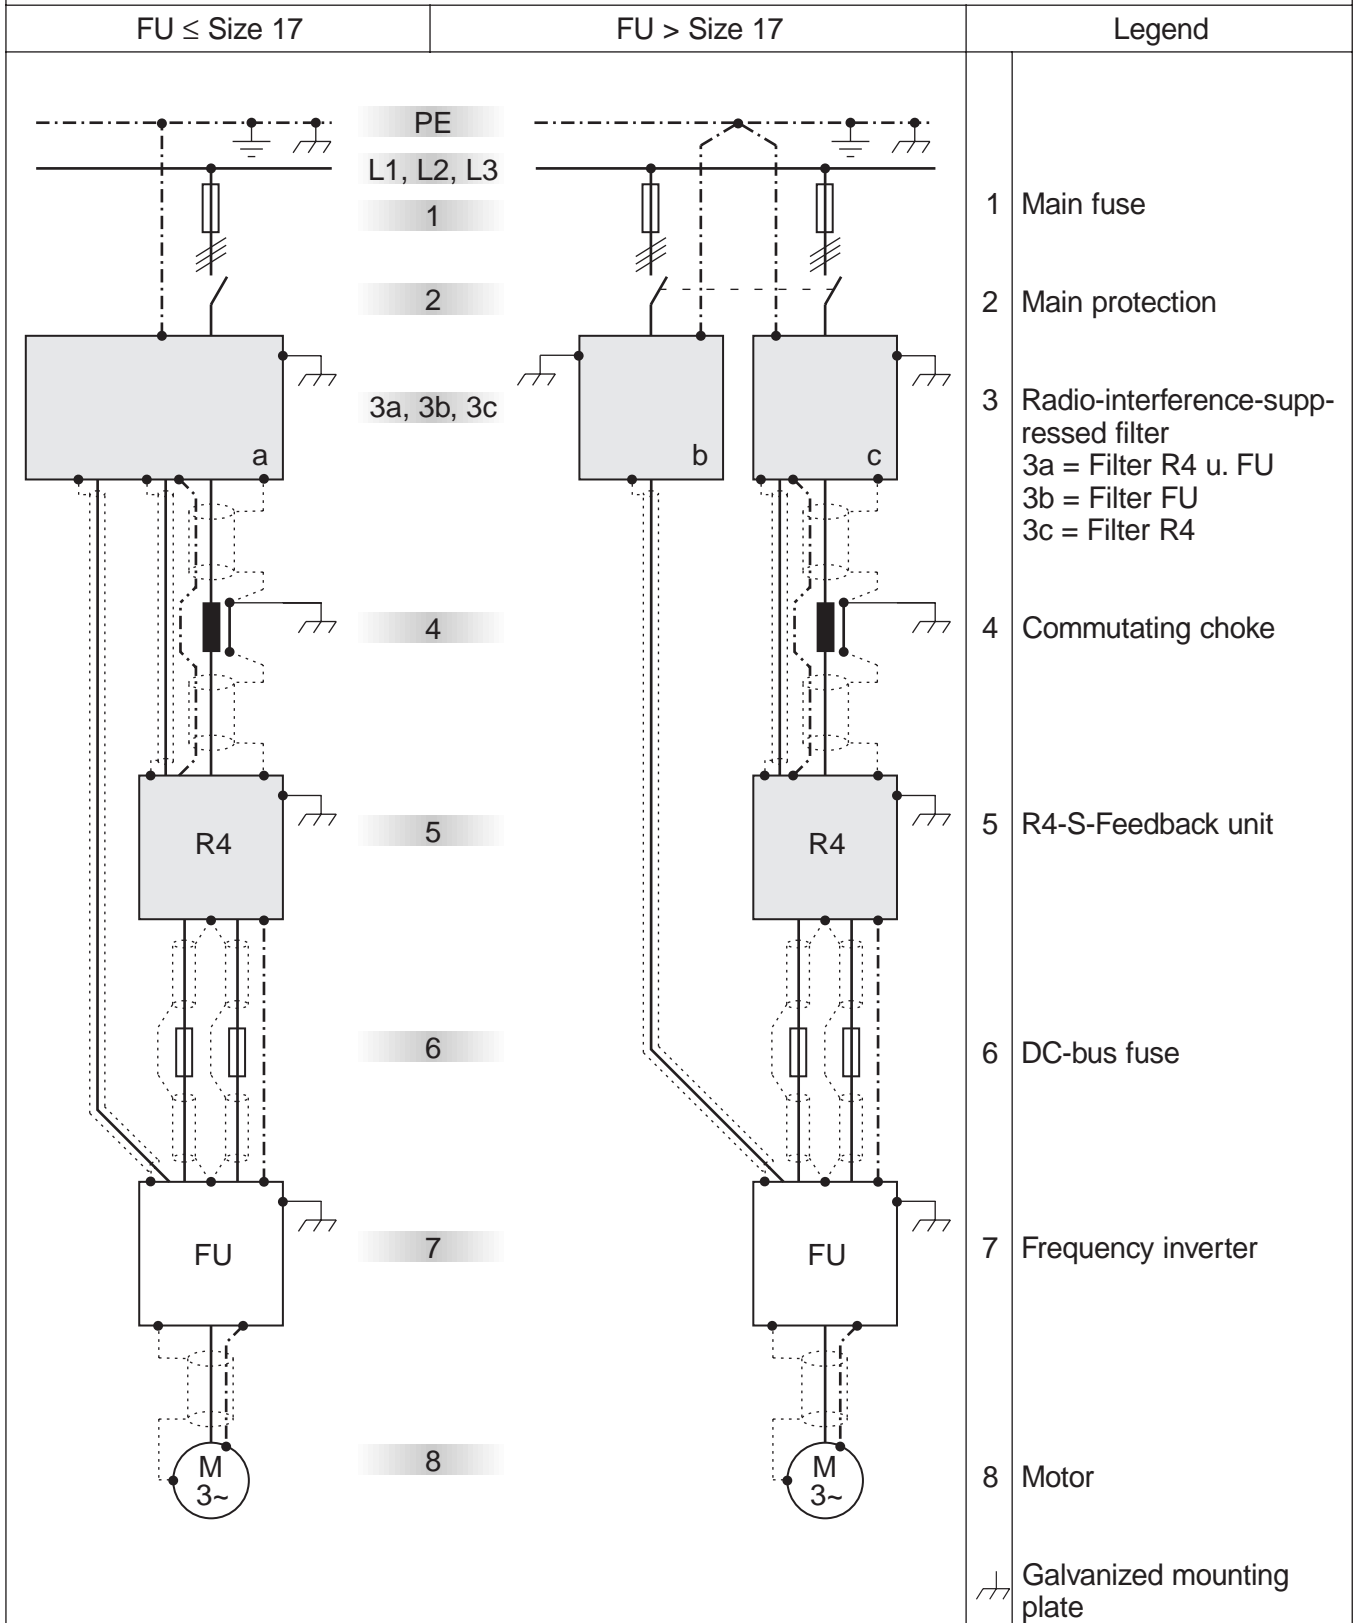 FU ≤ Size 17
FU > Size 17
Legend
PE
L1, L2, L3
1
2
3a, 3b, 3c
a
b
c
4
R4
5
R4
6
FU
7
FU
M
3~
8
M
3~
1 Main fuse
2 Main protection
3 Radio-interference-supp-
ressed filter
3a = Filter R4 u. FU
3b = Filter FU
3c = Filter R4
4 Commutating choke
5 R4-S-Feedback unit
6 DC-bus fuse
7 Frequency inverter
8 Motor
Galvanized mounting
plate